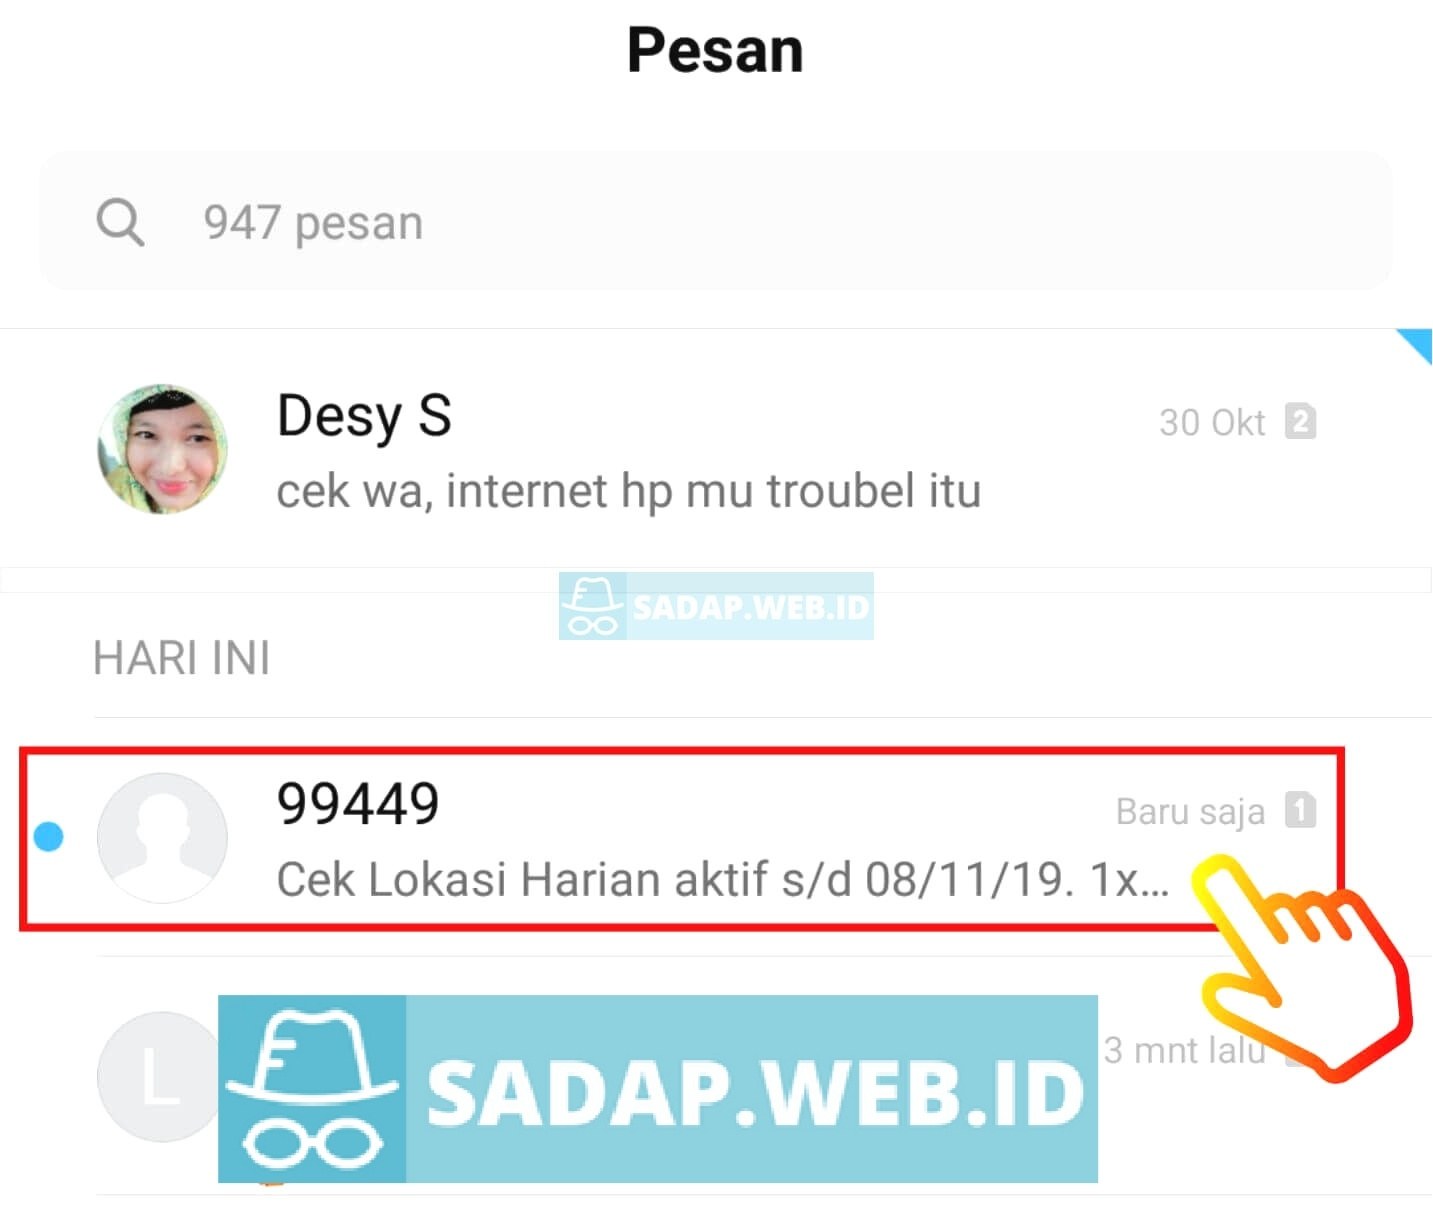 Pesan
947 pesan
Desy S
30 Okt 2
cek wa, internet hp mu troubel itu
SADAP.WEB.ID
HARI INI
99449
Baru saja 1
Cek Lokasi Harian aktif s/d 08/11/19. 1x...
L
SADAP.WEB.ID
3 mnt lalu